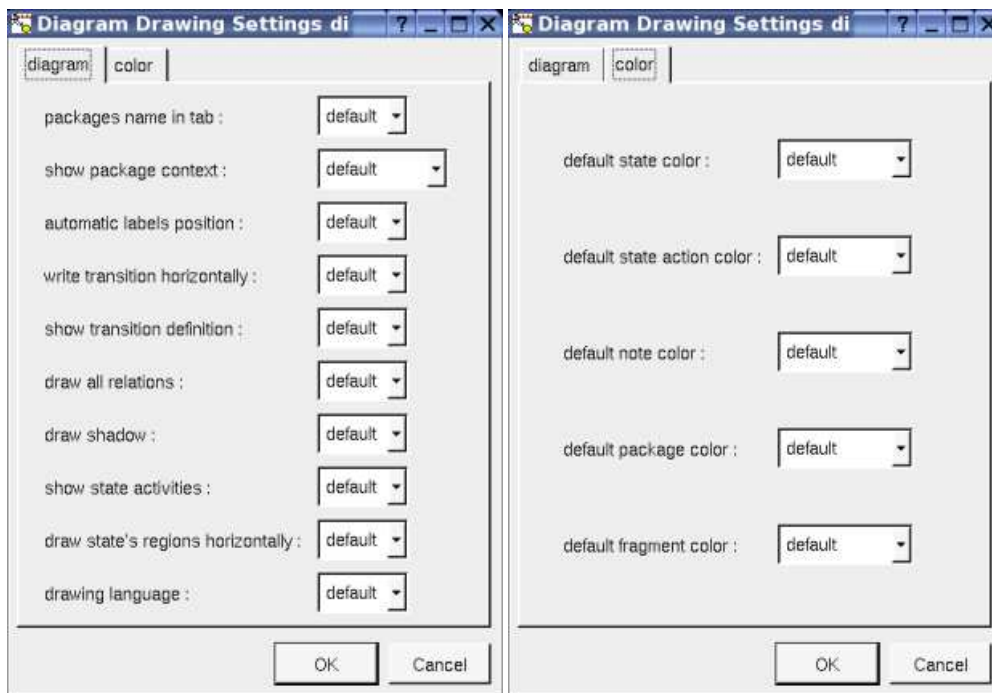 Diagram Drawing Settings di
diagram color
packages name in tab : default
show package context : default
automatic labels position : default
write transition horizontally : default
show transition definition : default
draw all relations : default
draw shadow : default
show state activities : default
draw state's regions horizontally : default
drawing language : default
OK Cancel
Diagram Drawing Settings di
diagram color
default state color : default
default state action color : default
default note color : default
default package color : default
default fragment color : default
OK Cancel